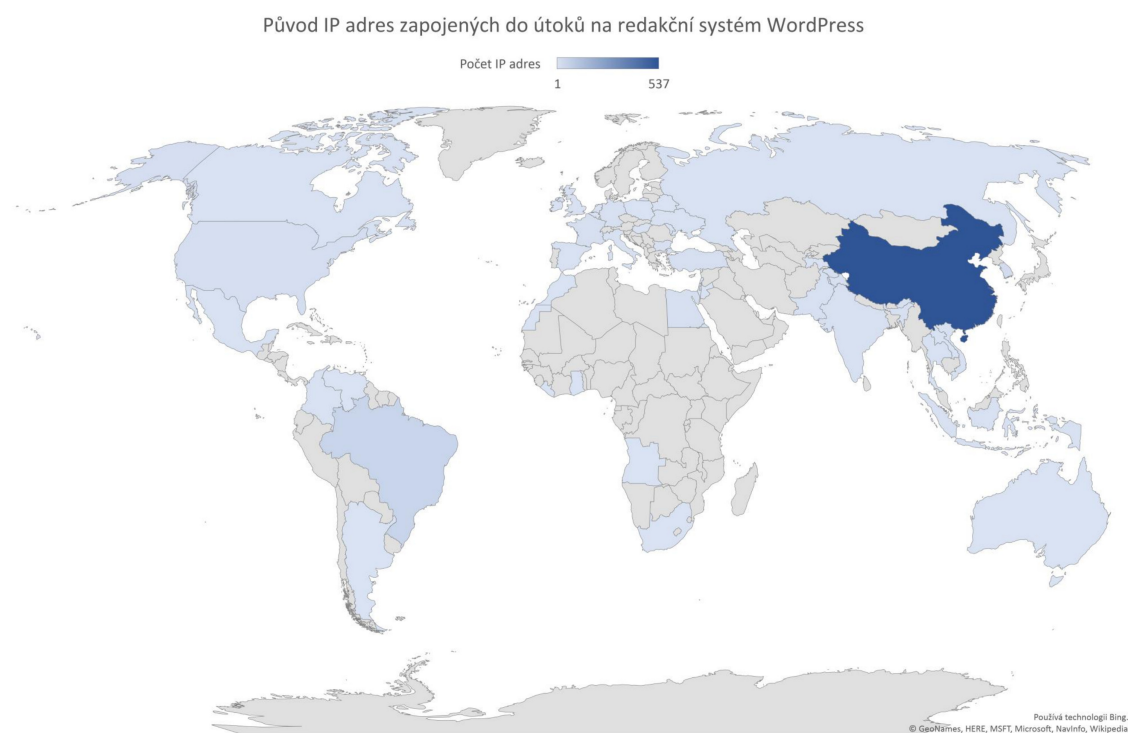 Původ IP adres zapojených do útoků na redakční systém WordPress
Počet IP adres
1 537
Používá technologii Bing.
© GeoNames, HERE, MSFT, Microsoft, NavInfo, Wikipedia